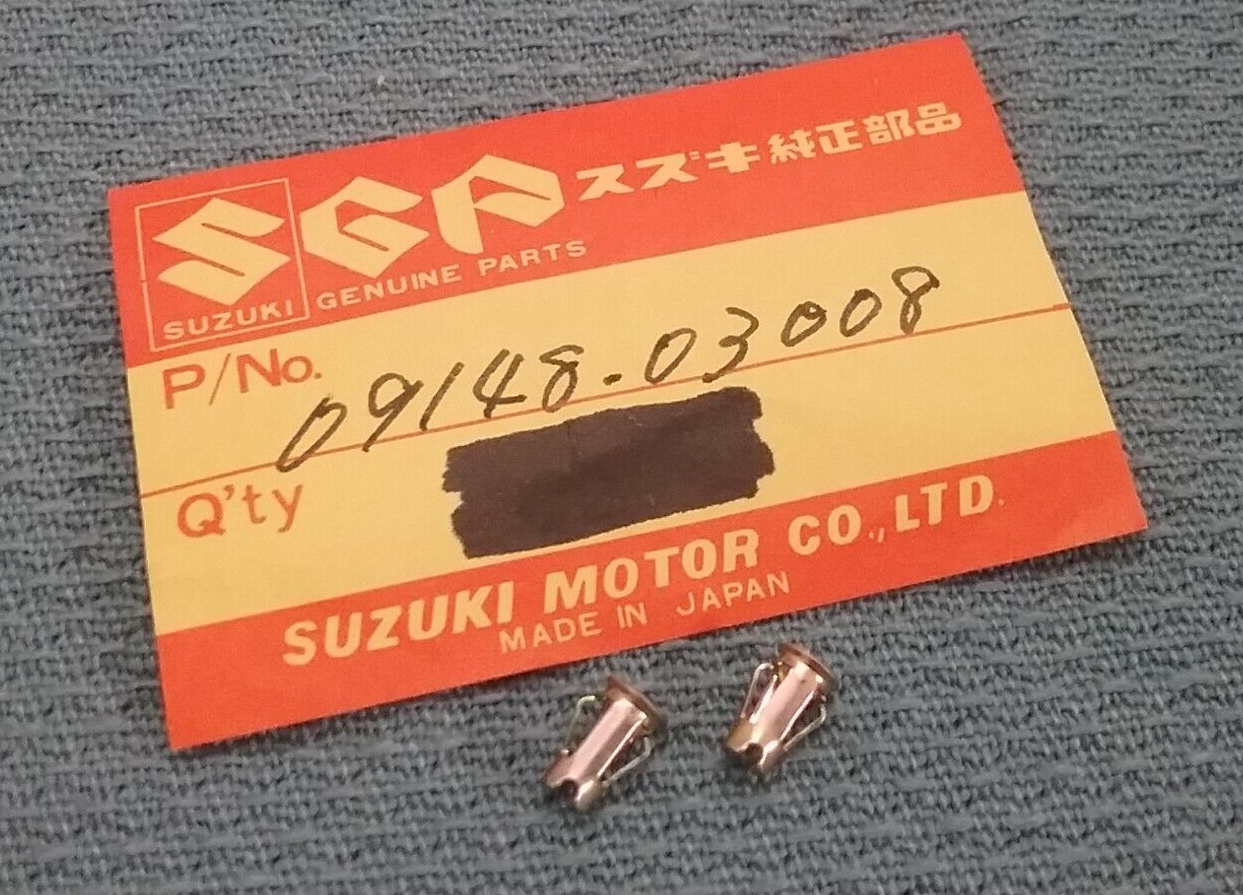 SGP スズキ純正部品
SUZUKI GENUINE PARTS
P/No. 09148.03008
Q'ty
SUZUKI MOTOR CO.,LTD.
MADE IN JAPAN